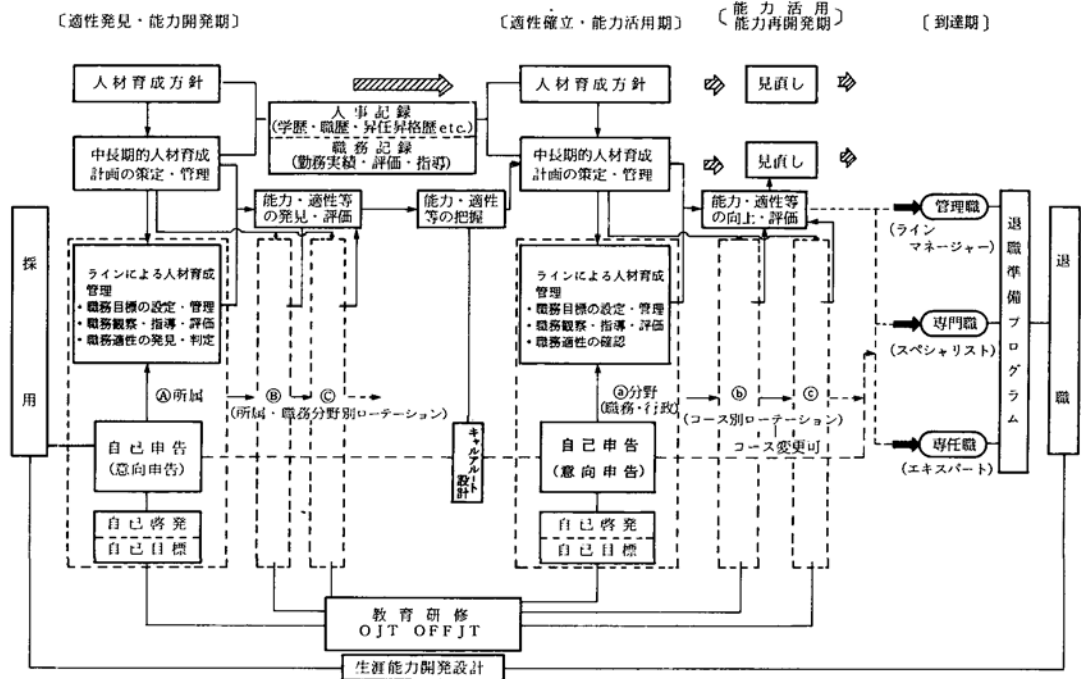 〔適性発見・能力開発期〕
〔適性確立・能力活用期〕
〔能力活用
能力再開発期〕
〔到達期〕
人材育成方針
人事記録
(学歴・職歴・昇任昇格歴etc.)
職務記録
(勤務実績・評価・指導)
人材育成方針
見直し
中長期的人材育成
計画の策定・管理
中長期的人材育成
計画の策定・管理
見直し
能力・適性等
の発見・評価
能力・適性
等の把握
能力・適性等
の向上・評価
採用
ラインによる人材育成
管理
・職務目標の設定・管理
・職務観察・指導・評価
・職務適性の発見・判定
ラインによる人材育成
管理
・職務目標の設定・管理
・職務観察・指導・評価
・職務適性の確認
管理職
(ライン
マネージャー)
専門職
(スペシャリスト)
専任職
(エキスパート)
退職準備プログラム
退職
Ⓐ所属
Ⓑ
Ⓒ
(所属・職務分野別ローテーション)
ⓐ分野
(職務・行政)
ⓑ
ⓒ
(コース別ローテーション)
コース変更可
自己申告
(意向申告)
キャルアルート
設計
自己申告
(意向申告)
自己啓発
自己目標
自己啓発
自己目標
教育研修
OJT OFFJT
生涯能力開発設計